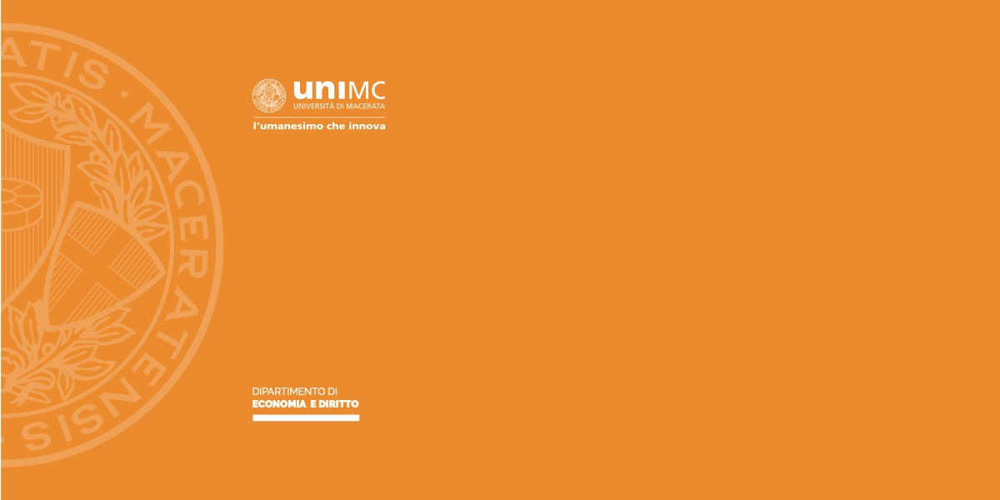 ATIS · MACERATENSIS ·
uniMC
UNIVERSITÀ DI MACERATA
l'umanesimo che innova
DIPARTIMENTO DI
ECONOMIA E DIRITTO